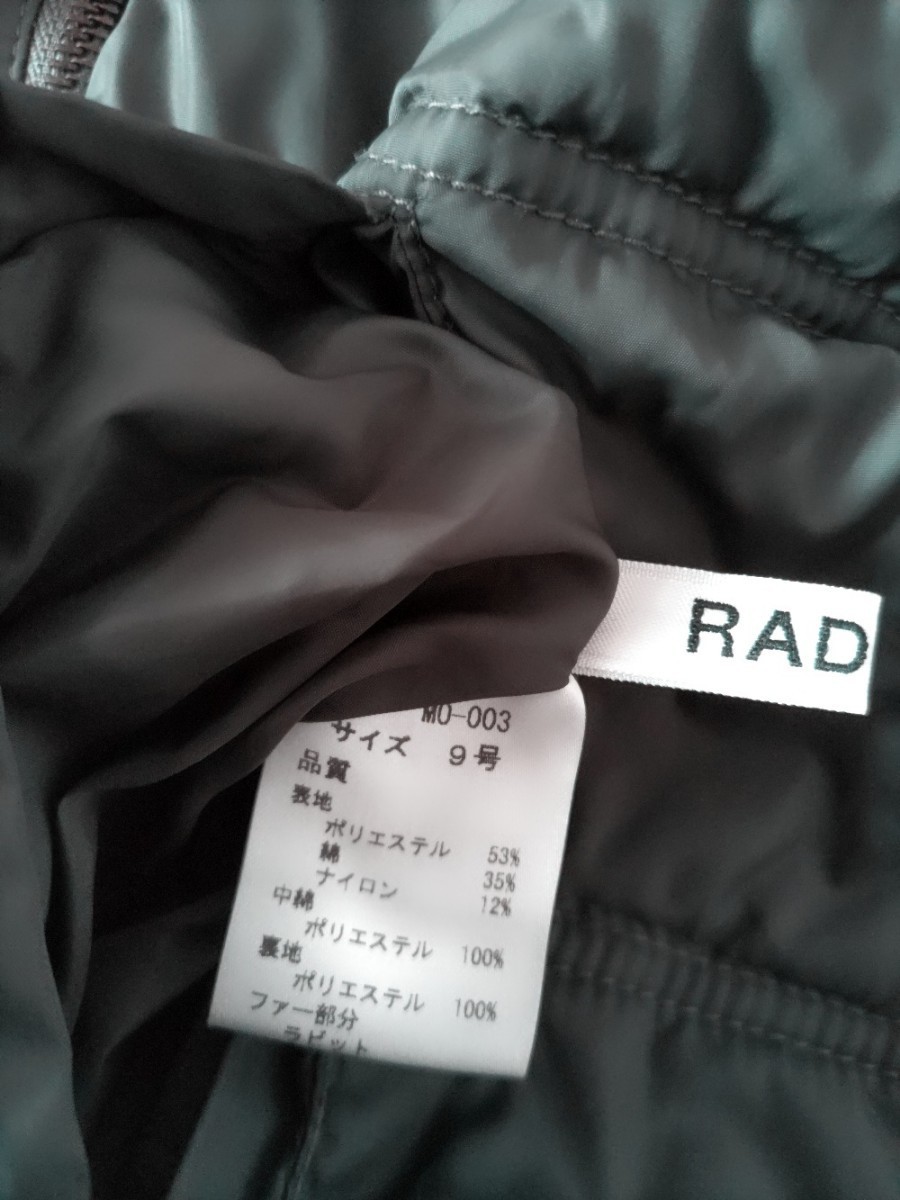 RAD
MO-003
サイズ 9号
品質
表地
ポリエステル 53%
綿 35%
ナイロン 12%
中綿
ポリエステル 100%
裏地
ポリエステル 100%
ファー部分
ラビット